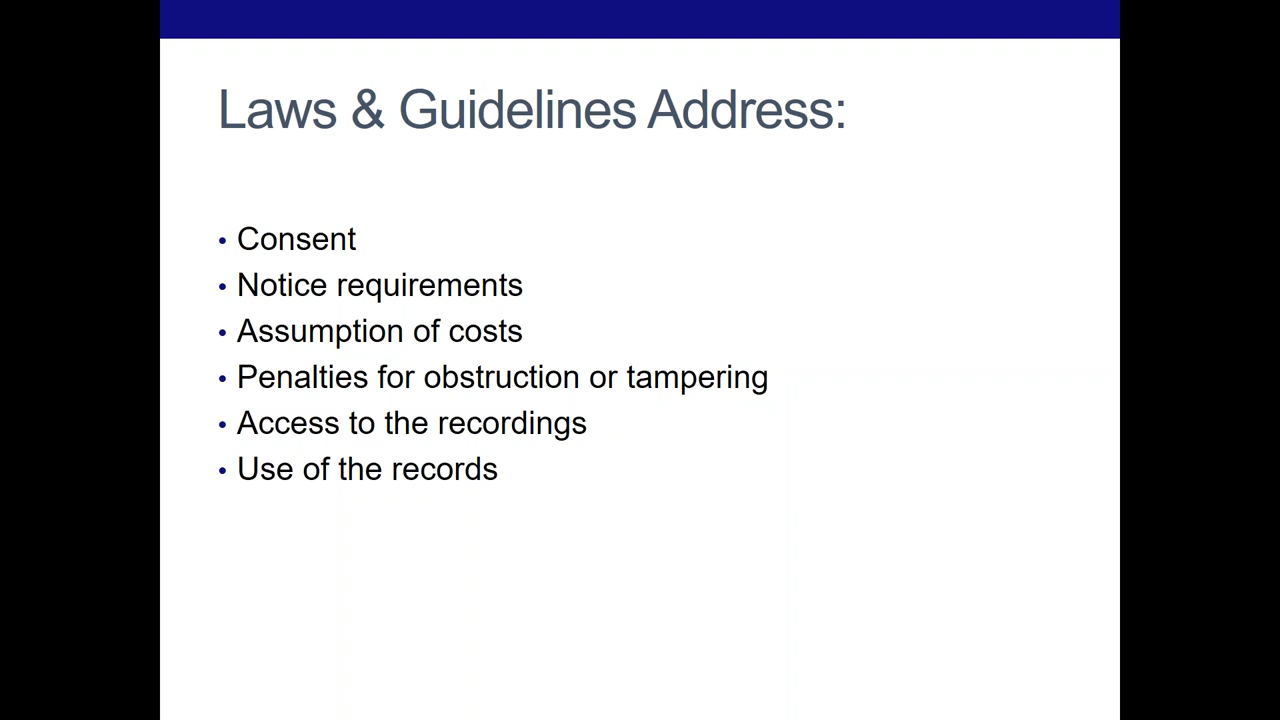 Laws & Guidelines Address:
• Consent
• Notice requirements
• Assumption of costs
• Penalties for obstruction or tampering
• Access to the recordings
• Use of the records